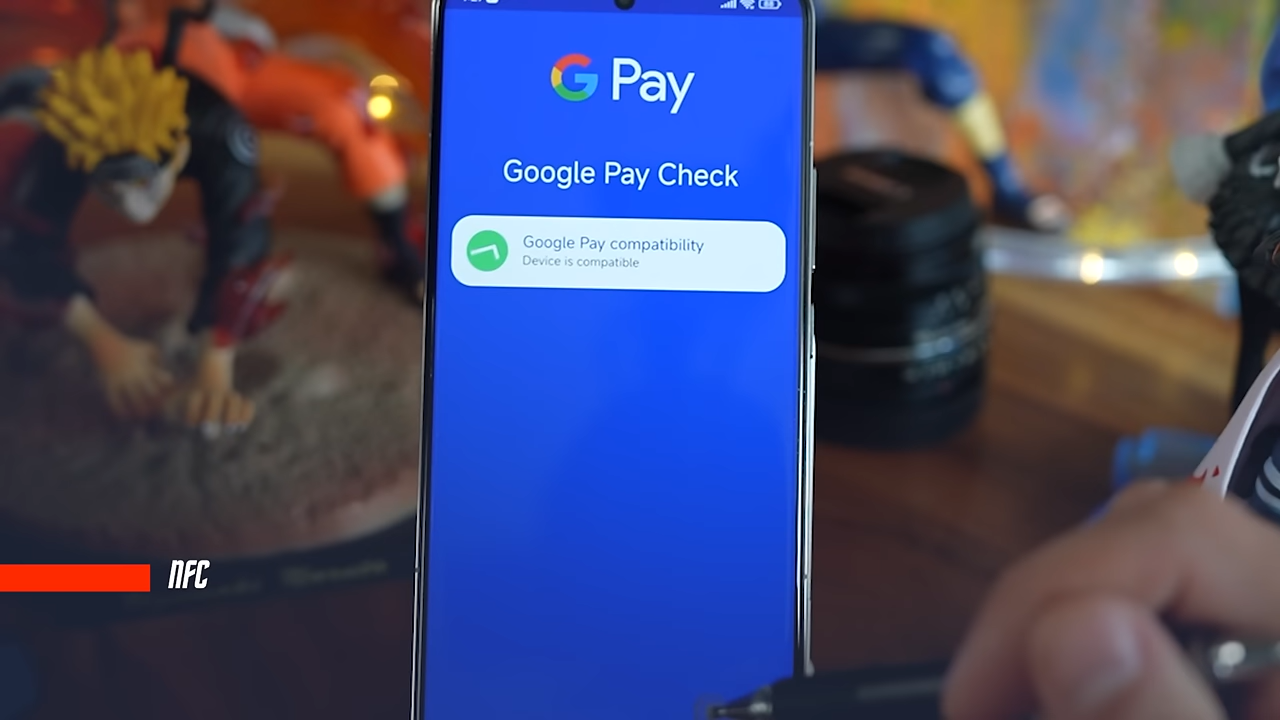 G Pay
Google Pay Check
Google Pay compatibility
Device is compatible
NFC